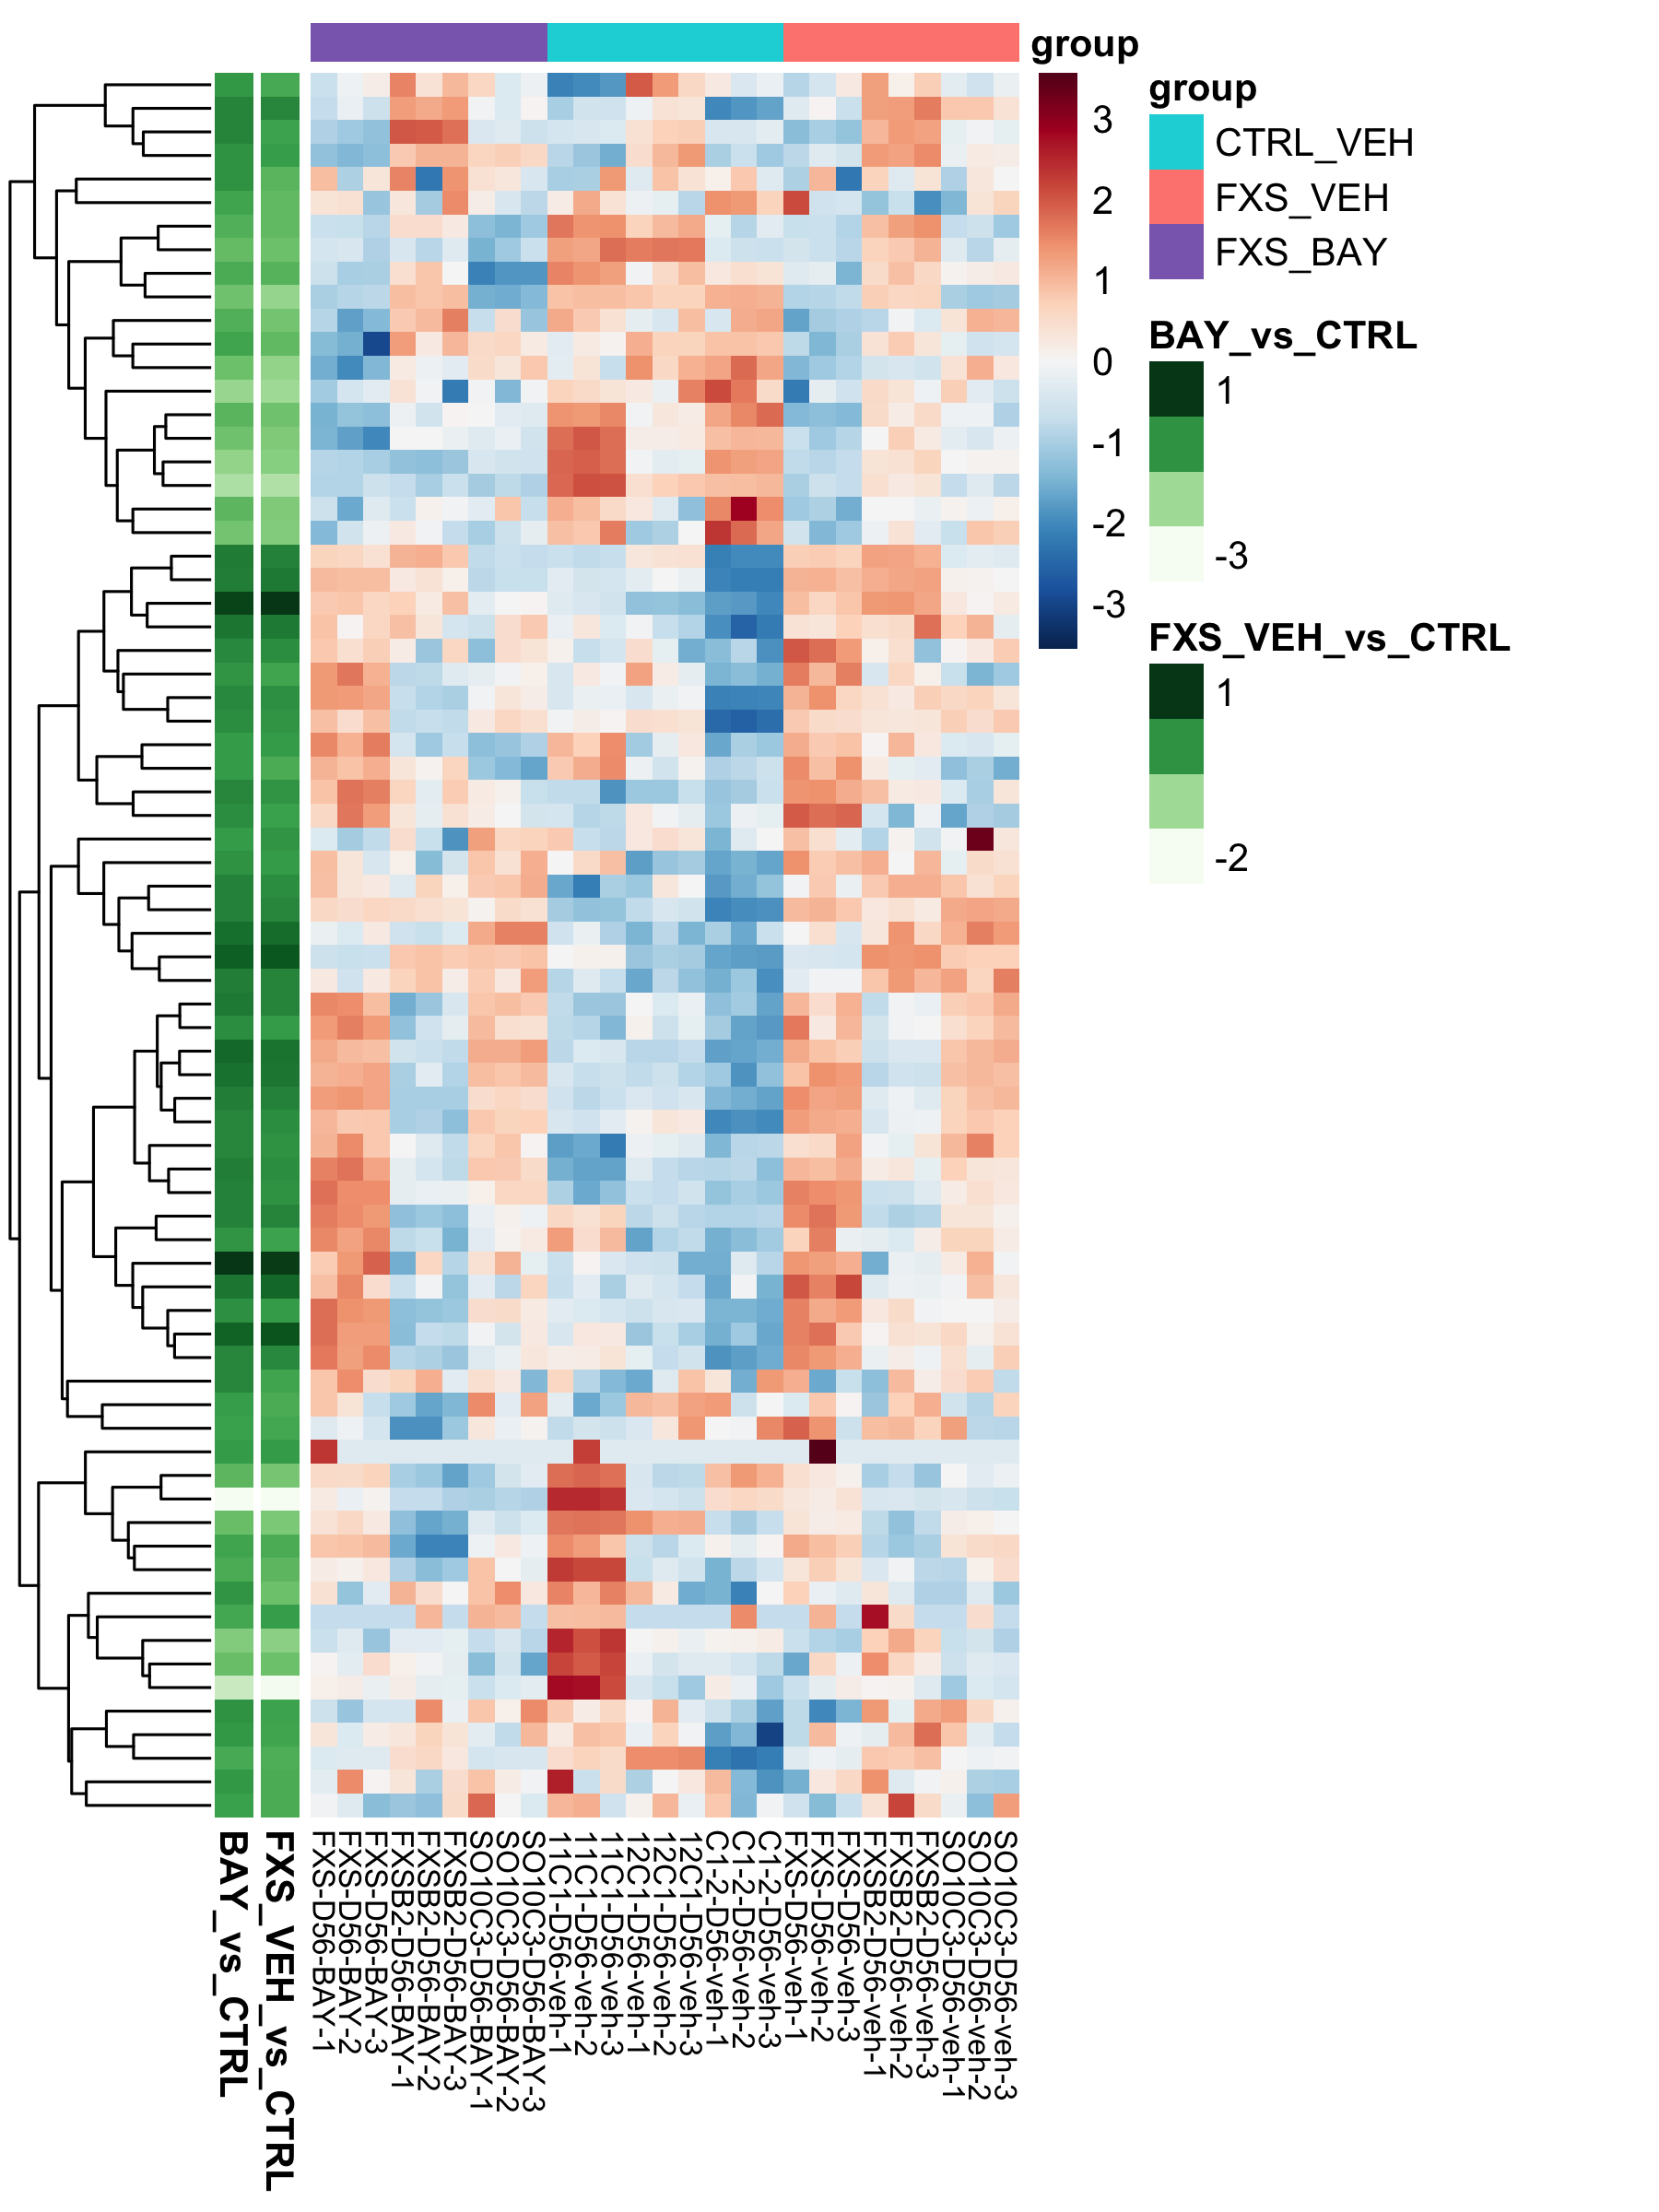 group
3
2
1
0
-1
-2
-3
group
CTRL_VEH
FXS_VEH
FXS_BAY
BAY_vs_CTRL
1
-3
FXS_VEH_vs_CTRL
1
-2
BAY_vs_CTRL
FXS_VEH_vs_CTRL
FXS-D56-BAY-1
FXS-D56-BAY-2
FXS-D56-BAY-3
FXSB2-D56-BAY-1
FXSB2-D56-BAY-2
FXSB2-D56-BAY-3
SO10C3-D56-BAY-1
SO10C3-D56-BAY-2
SO10C3-D56-BAY-3
11C1-D56-veh-1
11C1-D56-veh-2
11C1-D56-veh-3
12C1-D56-veh-1
12C1-D56-veh-2
12C1-D56-veh-3
C1-2-D56-veh-1
C1-2-D56-veh-2
C1-2-D56-veh-3
FXS-D56-veh-1
FXS-D56-veh-2
FXS-D56-veh-3
FXSB2-D56-veh-1
FXSB2-D56-veh-2
FXSB2-D56-veh-3
SO10C3-D56-veh-1
SO10C3-D56-veh-2
SO10C3-D56-veh-3